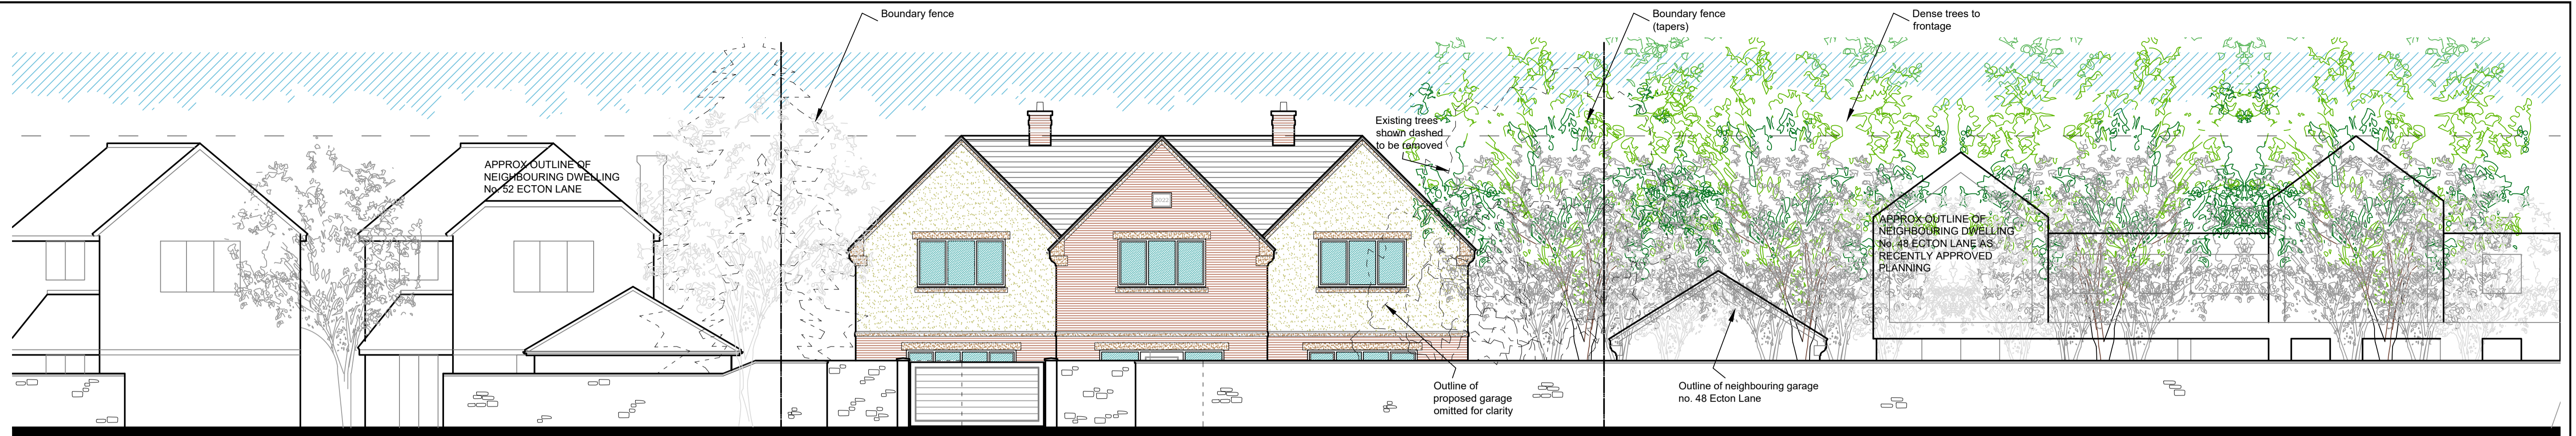 Boundary fence
Boundary fence
(tapers)
Dense trees to
frontage
Existing trees
shown dashed
to be removed
APPROX OUTLINE OF
NEIGHBOURING DWELLING
No. 52 ECTON LANE
2022
APPROX OUTLINE OF
NEIGHBOURING DWELLING
No. 48 ECTON LANE AS
RECENTLY APPROVED
PLANNING
Outline of
proposed garage
omitted for clarity
Outline of neighbouring garage
no. 48 Ecton Lane